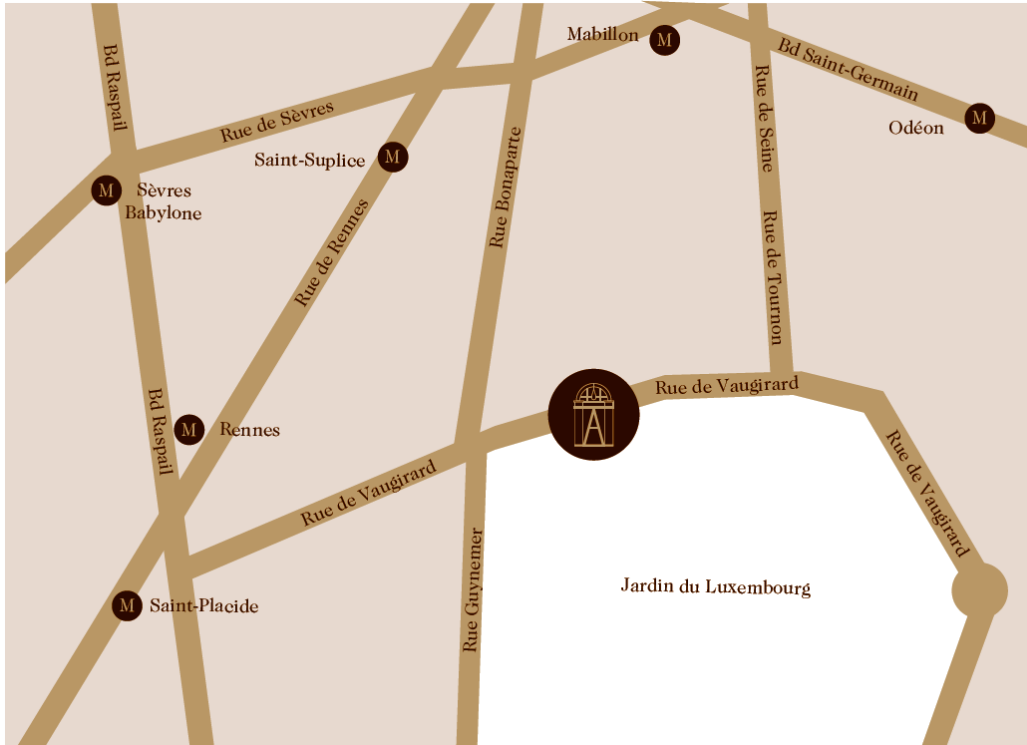 Mabillon
M
Bd Saint-Germain
Bd Raspail
Rue de Sèvres
Rue de Seine
M
Odéon
Saint-Suplice
M
Rue Bonaparte
M
Sèvres
Babylone
Rue de Rennes
Rue de Tournon
Rue de Vaugirard
Bd Raspail
A
M
Rennes
Rue de Vaugirard
Rue de Vaugirard
Rue Guynemer
Jardin du Luxembourg
M
Saint-Placide